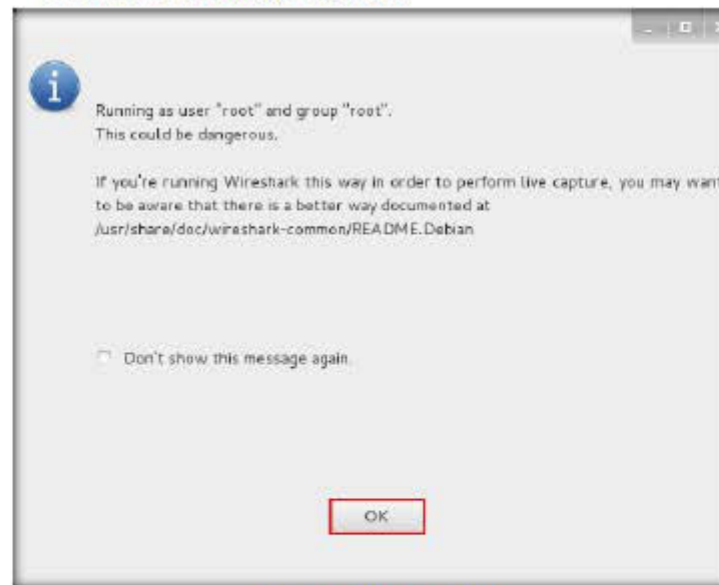 Running as user "root" and group "root".
This could be dangerous.
If you're running Wireshark this way in order to perform live capture, you may want
to be aware that there is a better way documented at
/usr/share/doc/wireshark-common/README.Debian
Don't show this message again.
OK